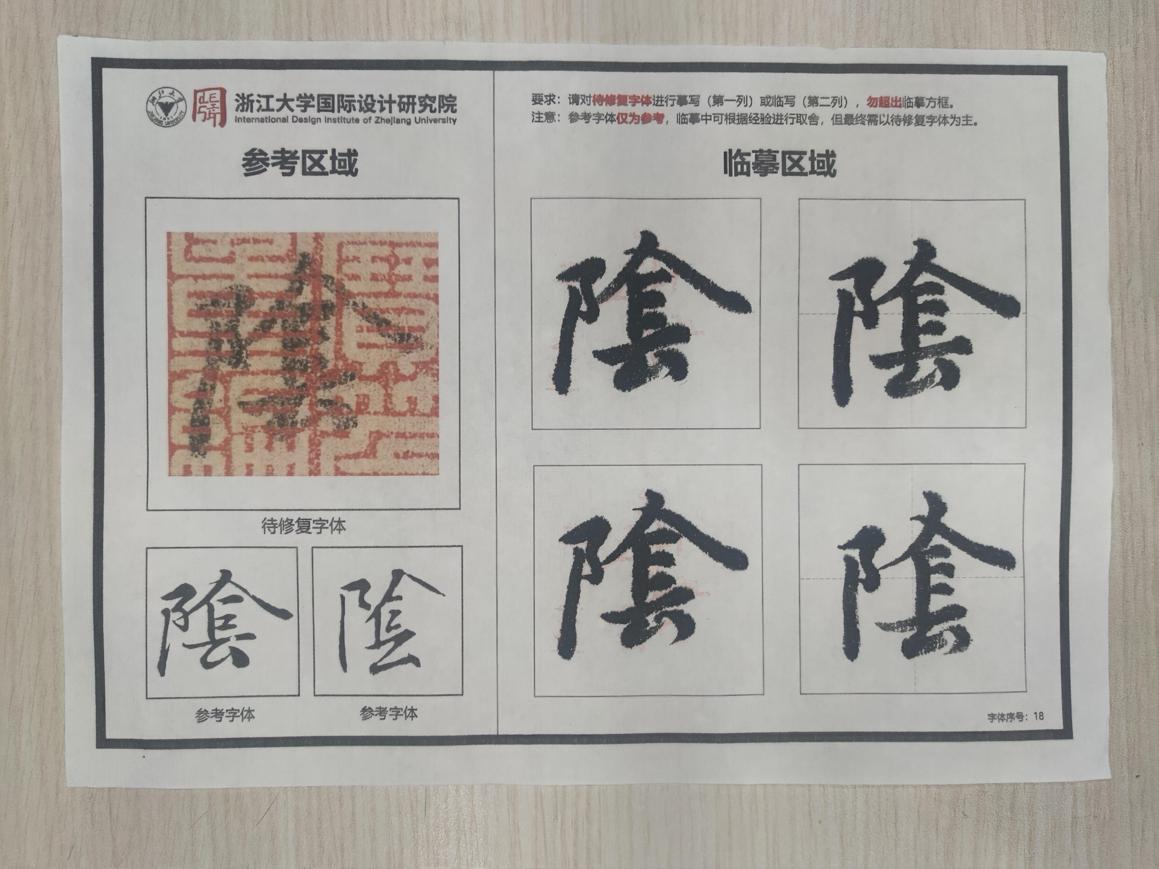 浙江大学国际设计研究院
International Design Institute of Zhejiang University
参考区域
待修复字体
陰
陰
参考字体
参考字体
要求：请对待修复字体进行摹写（第一列）或临写（第二列），勿超出临摹方框。
注意：参考字体仅为参考，临摹中可根据经验进行取舍，但最终需以待修复字体为主。
临摹区域
陰
陰
陰
陰
字体序号：18